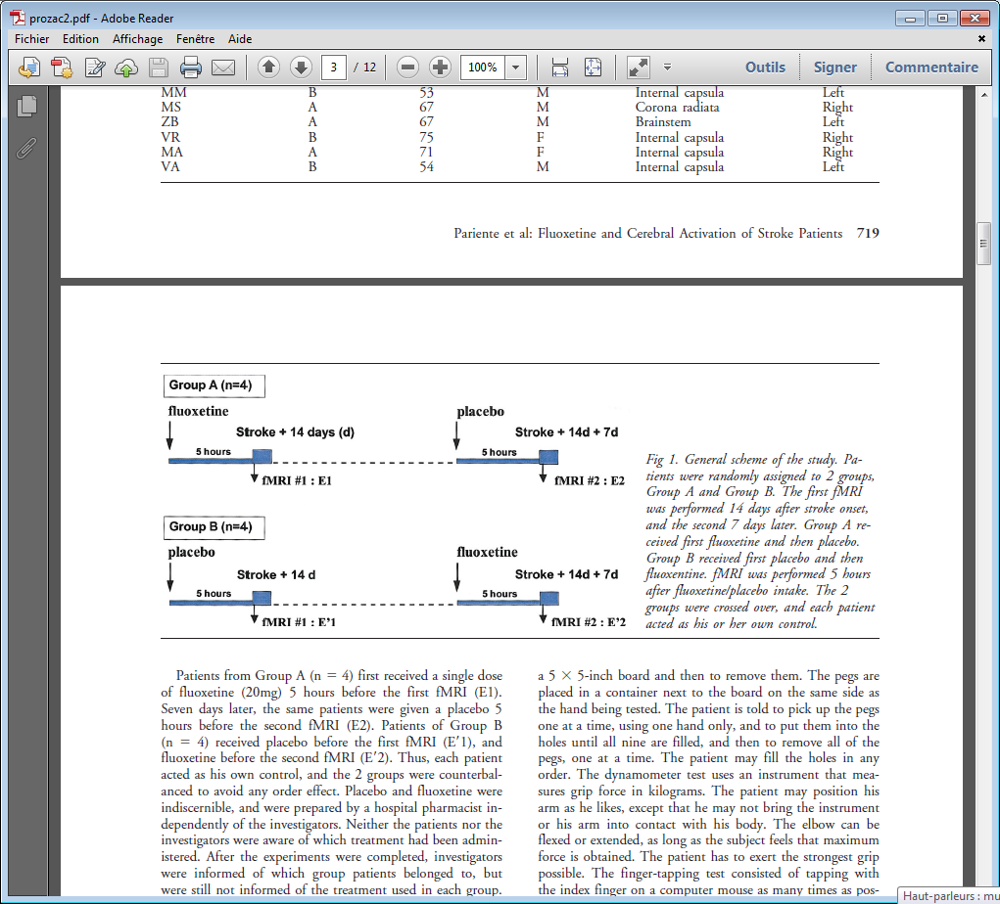 prozac2.pdf - Adobe Reader
Fichier Edition Affichage Fenêtre Aide
3 / 12 100% Outils Signer Commentaire
MM B 53 M Internal capsula Left
MS A 67 M Corona radiata Right
ZB A 67 M Brainstem Left
VR B 75 F Internal capsula Right
MA A 71 F Internal capsula Right
VA B 54 M Internal capsula Left
Pariente et al: Fluoxetine and Cerebral Activation of Stroke Patients 719
Group A (n=4)
fluoxetine placebo
Stroke + 14 days (d) Stroke + 14d + 7d
5 hours 5 hours
fMRI #1 : E1 fMRI #2 : E2
Group B (n=4)
placebo fluoxetine
Stroke + 14 d Stroke + 14d + 7d
5 hours 5 hours
fMRI #1 : E'1 fMRI #2 : E'2
Fig 1. General scheme of the study. Pa-
tients were randomly assigned to 2 groups,
Group A and Group B. The first fMRI
was performed 14 days after stroke onset,
and the second 7 days later. Group A re-
ceived first fluoxetine and then placebo.
Group B received first placebo and then
fluoxentine. fMRI was performed 5 hours
after fluoxetine/placebo intake. The 2
groups were crossed over, and each patient
acted as his or her own control.
Patients from Group A (n = 4) first received a single dose
of fluoxetine (20mg) 5 hours before the first fMRI (E1).
Seven days later, the same patients were given a placebo 5
hours before the second fMRI (E2). Patients of Group B
(n = 4) received placebo before the first fMRI (E′1), and
fluoxetine before the second fMRI (E′2). Thus, each patient
acted as his own control, and the 2 groups were counterbal-
anced to avoid any order effect. Placebo and fluoxetine were
indiscernible, and were prepared by a hospital pharmacist in-
dependently of the investigators. Neither the patients nor the
investigators were aware of which treatment had been admin-
istered. After the experiments were completed, investigators
were informed of which group patients belonged to, but
were still not informed of the treatment used in each group.
a 5 × 5-inch board and then to remove them. The pegs are
placed in a container next to the board on the same side as
the hand being tested. The patient is told to pick up the pegs
one at a time, using one hand only, and to put them into the
holes until all nine are filled, and then to remove all of the
pegs, one at a time. The patient may fill the holes in any
order. The dynamometer test uses an instrument that mea-
sures grip force in kilograms. The patient may position his
arm as he likes, except that he may not bring the instrument
or his arm into contact with his body. The elbow can be
flexed or extended, as long as the subject feels that maximum
force is obtained. The patient has to exert the strongest grip
possible. The finger-tapping test consisted of tapping with
the index finger on a computer mouse as many times as pos-
Haut-parleurs : mu